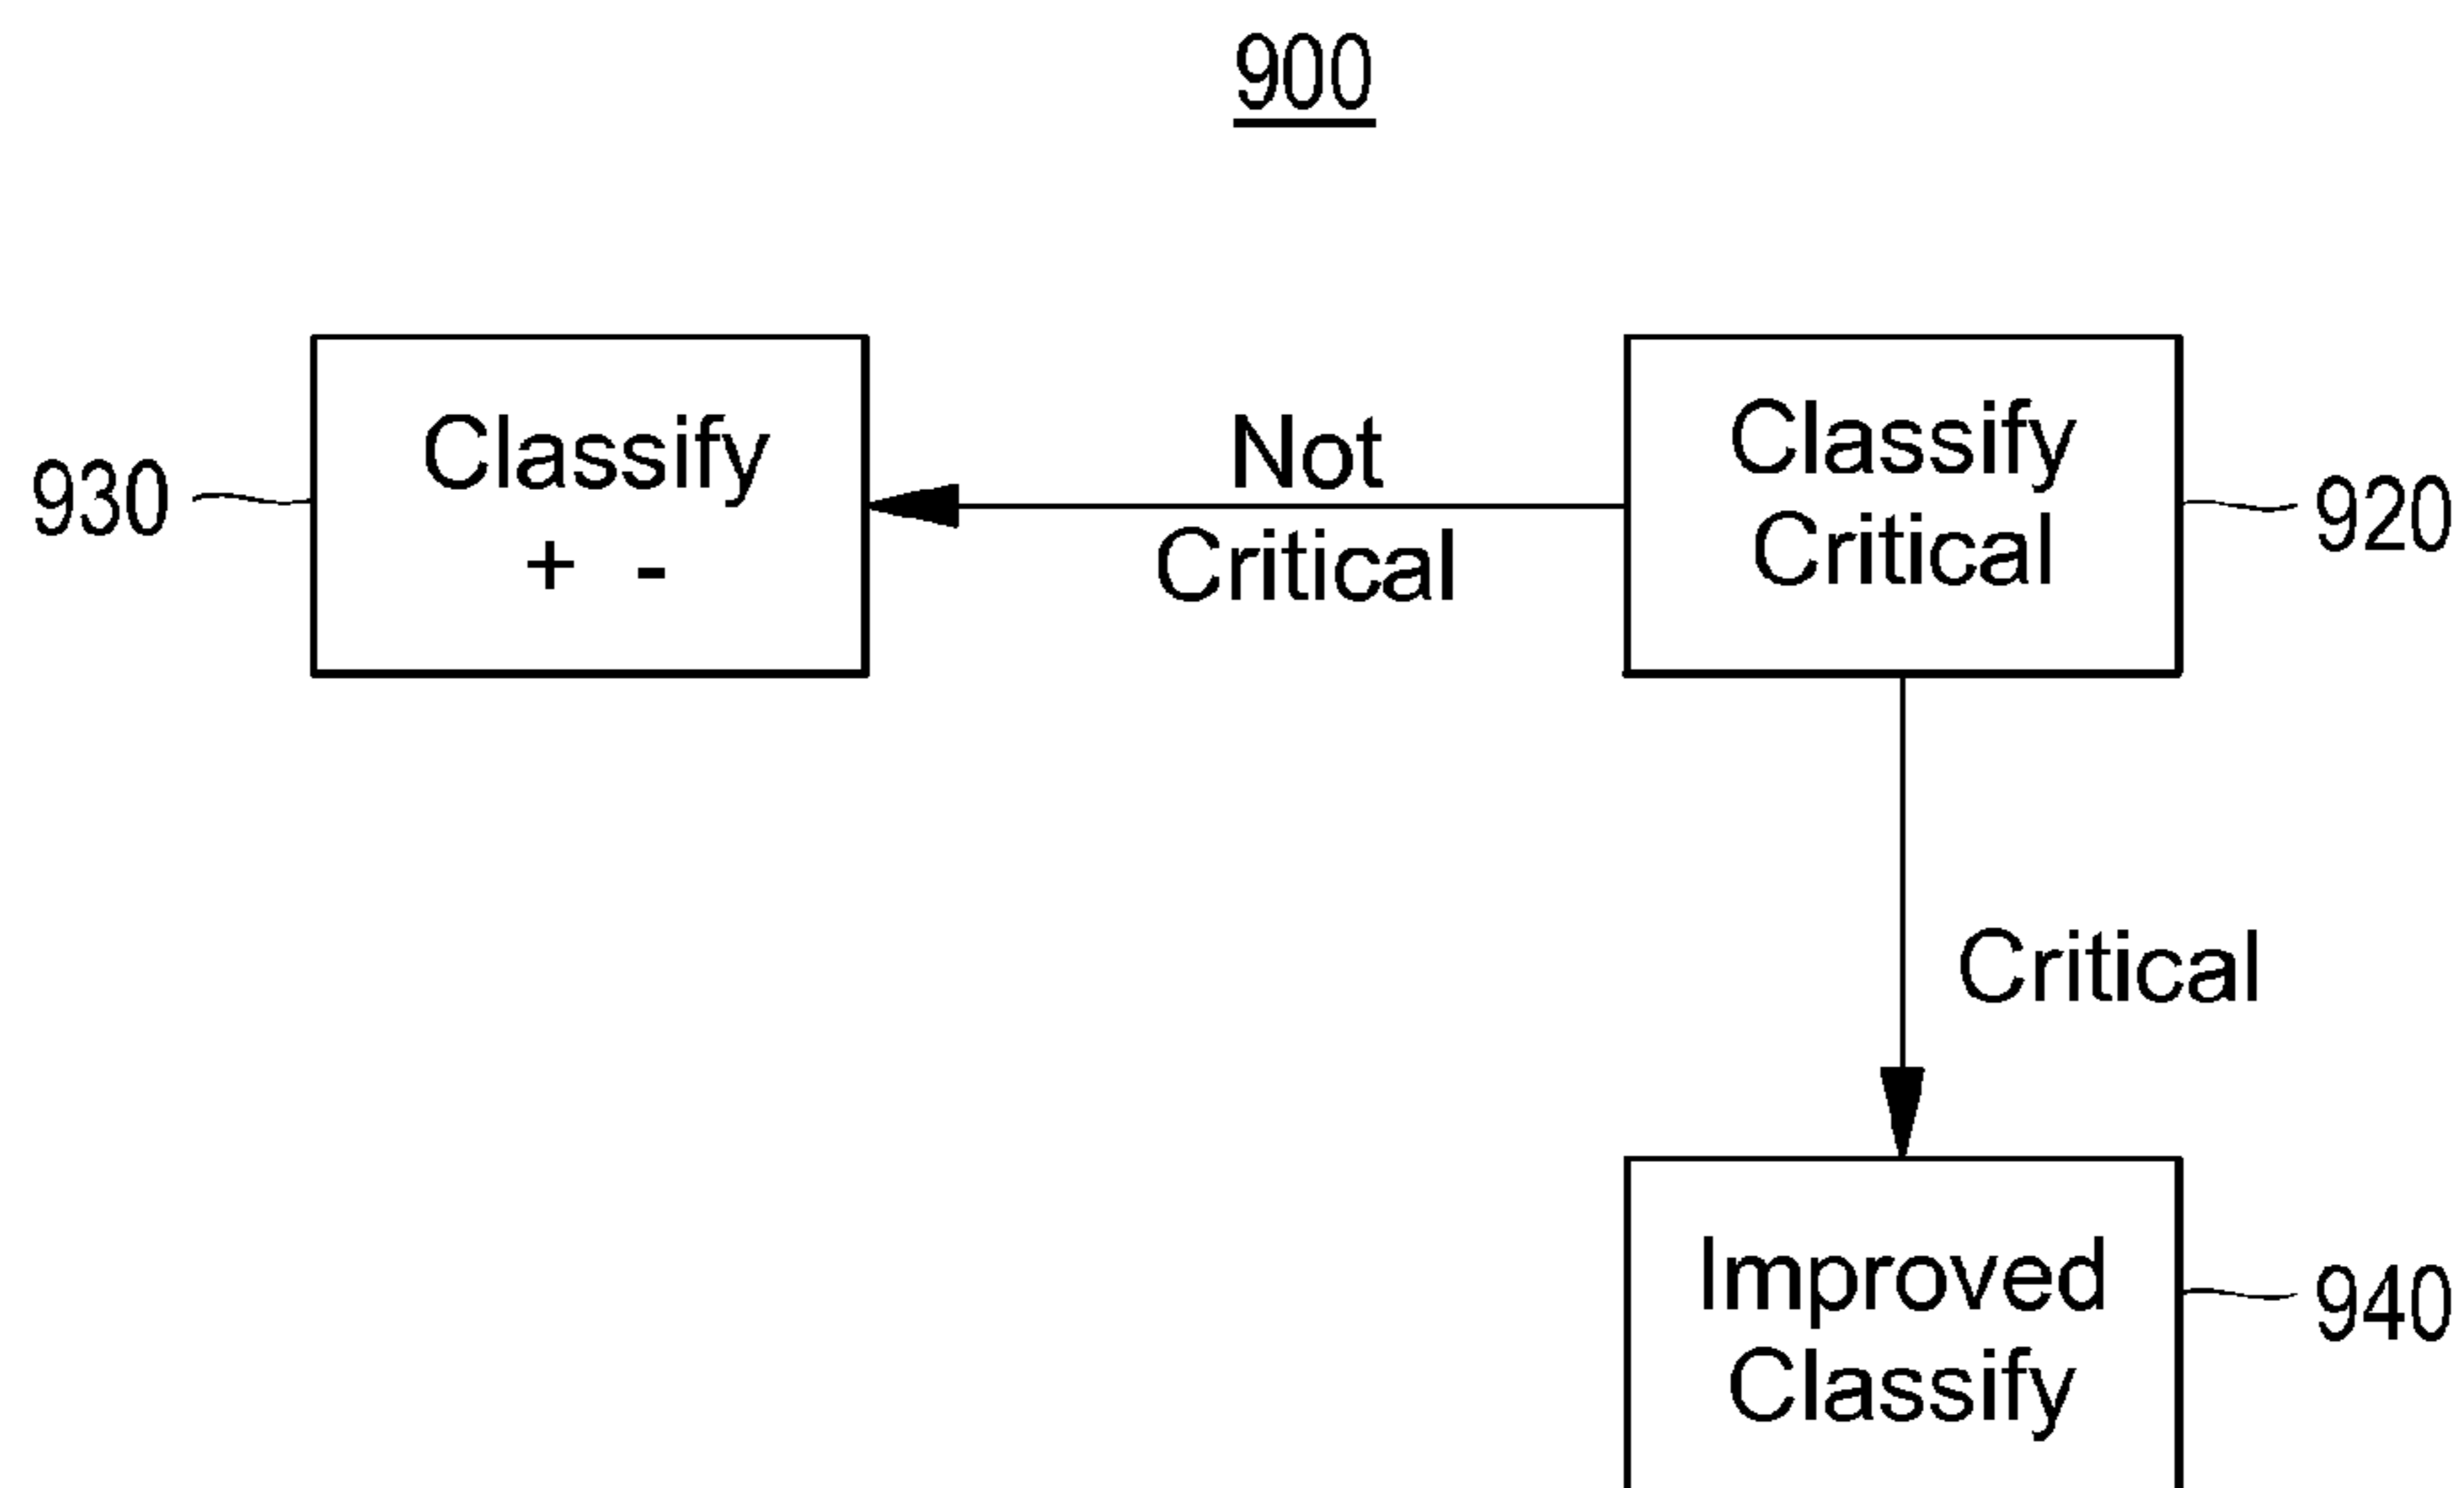 900
930
Classify
+ -
Not
Critical
Classify
Critical
920
Critical
Improved
Classify
940